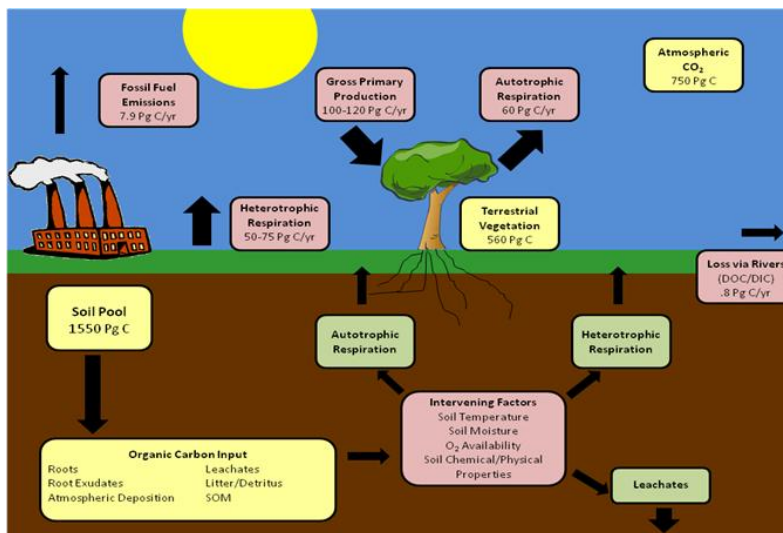 Fossil Fuel
Emissions
7.9 Pg C/yr
Gross Primary
Production
100-120 Pg C/yr
Autotrophic
Respiration
60 Pg C/yr
Atmospheric
CO₂
750 Pg C
Heterotrophic
Respiration
50-75 Pg C/yr
Terrestrial
Vegetation
560 Pg C
Loss via Rivers
(DOC/DIC)
.8 Pg C/yr
Soil Pool
1550 Pg C
Autotrophic
Respiration
Heterotrophic
Respiration
Intervening Factors
Soil Temperature
Soil Moisture
O₂ Availability
Soil Chemical/Physical
Properties
Organic Carbon Input
Roots
Root Exudates
Atmospheric Deposition
Leachates
Litter/Detritus
SOM
Leachates